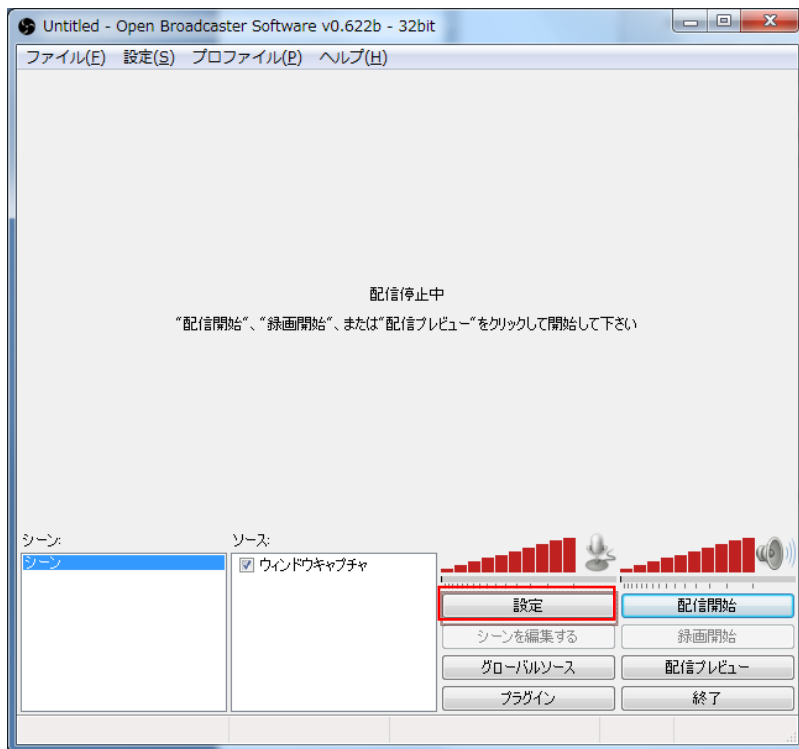 Untitled - Open Broadcaster Software v0.622b - 32bit
ファイル(F) 設定(S) プロファイル(P) ヘルプ(H)
配信停止中
"配信開始"、"録画開始"、または"配信プレビュー"をクリックして開始して下さい
シーン: ソース:
シーン ウィンドウキャプチャ
設定 配信開始
シーンを編集する 録画開始
グローバルソース 配信プレビュー
プラグイン 終了